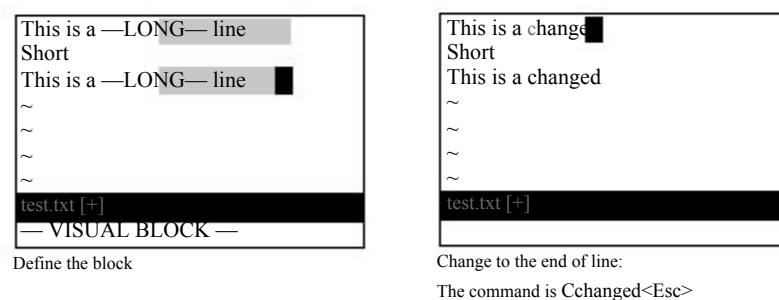 This is a —LONG— line
Short
This is a —LONG— line
~
~
~
~
test.txt [+]
— VISUAL BLOCK —
Define the block
This is a change
Short
This is a changed
~
~
~
~
test.txt [+]
Change to the end of line:
The command is Cchanged<Esc>